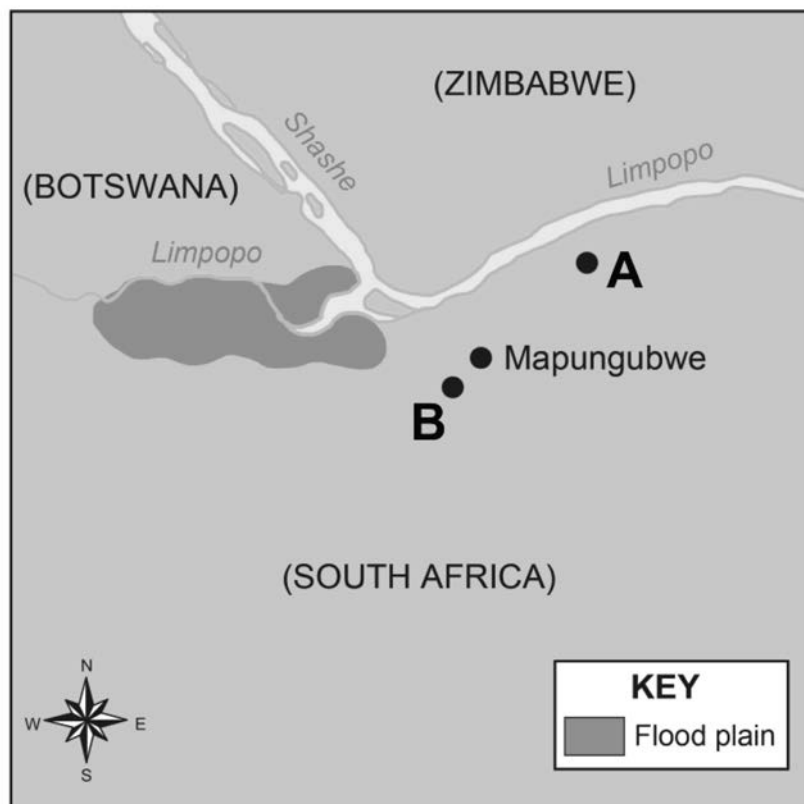 (ZIMBABWE)
Shashe
Limpopo
(BOTSWANA)
Limpopo
A
Mapungubwe
B
(SOUTH AFRICA)
N
W E
S
KEY
Flood plain